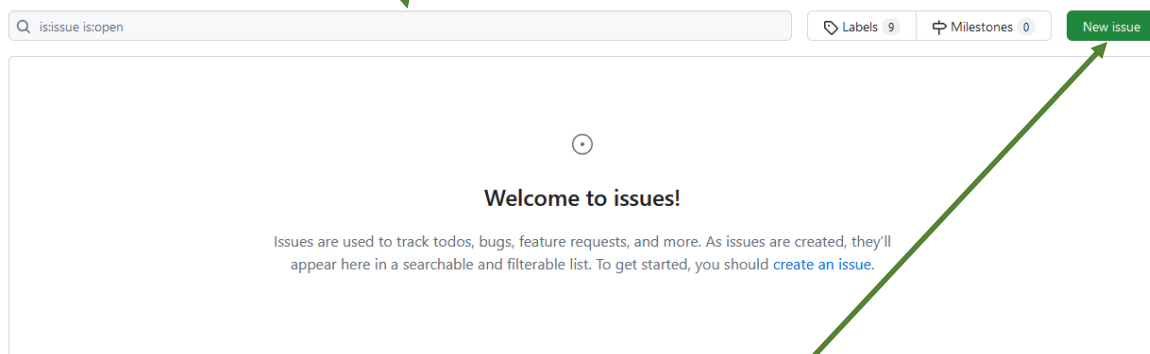 is:issue is:open
Labels 9
Milestones 0
New issue
Welcome to issues!
Issues are used to track todos, bugs, feature requests, and more. As issues are created, they'll
appear here in a searchable and filterable list. To get started, you should create an issue.